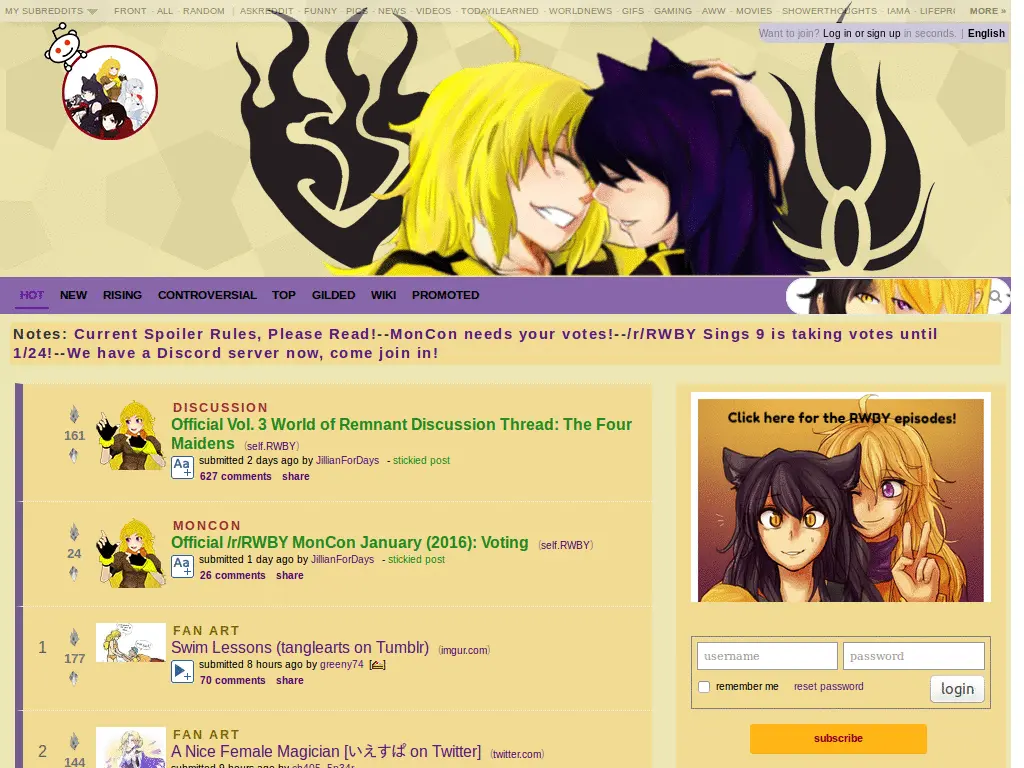 MY SUBREDDITS FRONT - ALL - RANDOM | ASKREDDIT - FUNNY - PICS - NEWS - VIDEOS - TODAYILEARNED - WORLDNEWS - GIFS - GAMING - AWW - MOVIES - SHOWERTHOUGHTS - IAMA - LIFEPR MORE »
Want to join? Log in or sign up in seconds. | English
HOT NEW RISING CONTROVERSIAL TOP GILDED WIKI PROMOTED
Notes: Current Spoiler Rules, Please Read!--MonCon needs your votes!--/r/RWBY Sings 9 is taking votes until
1/24!--We have a Discord server now, come join in!
DISCUSSION
161
Official Vol. 3 World of Remnant Discussion Thread: The Four
Maidens (self.RWBY)
Aa+ submitted 2 days ago by JillianForDays - stickied post
627 comments share
MONCON
24
Official /r/RWBY MonCon January (2016): Voting (self.RWBY)
Aa+ submitted 1 day ago by JillianForDays - stickied post
26 comments share
FAN ART
1 177
Swim Lessons (tanglearts on Tumblr) (imgur.com)
submitted 8 hours ago by greeny74
70 comments share
FAN ART
2 144
A Nice Female Magician [いえすぱ on Twitter] (twitter.com)
submitted 9 hours ago by
Click here for the RWBY episodes!
username password
remember me reset password login
subscribe